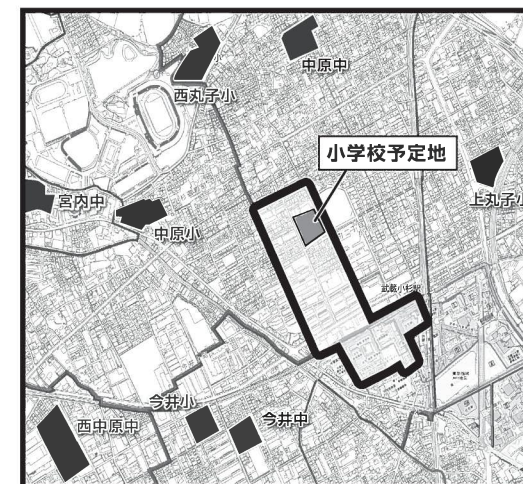 中原中
西丸子小
小学校予定地
宮内中
上丸子小
中原小
武蔵小杉駅
今井小
今井中
西中原中